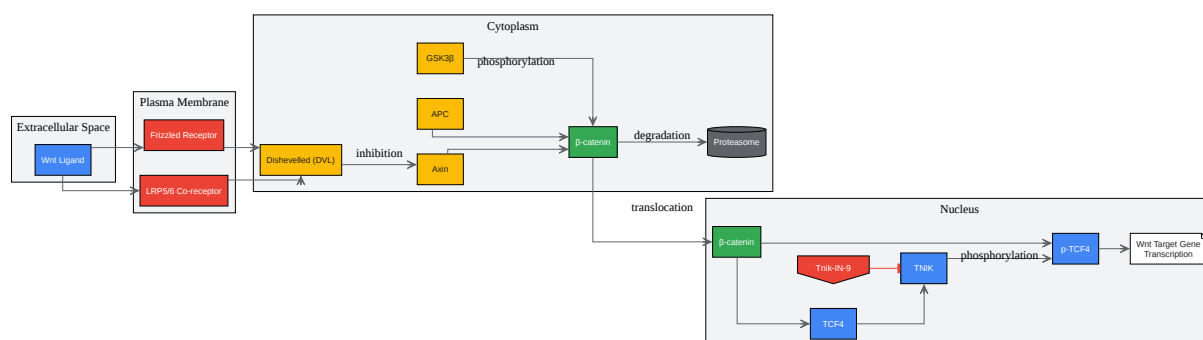 Cytoplasm
GSK3β
phosphorylation
Plasma Membrane
APC
Extracellular Space
Frizzled Receptor
β-catenin
degradation
Proteasome
Wnt Ligand
Dishevelled (DVL)
inhibition
Axin
LRP5/6 Co-receptor
translocation
Nucleus
β-catenin
p-TCF4
Wnt Target Gene
Transcription
phosphorylation
Tnik-IN-9
TNIK
TCF4